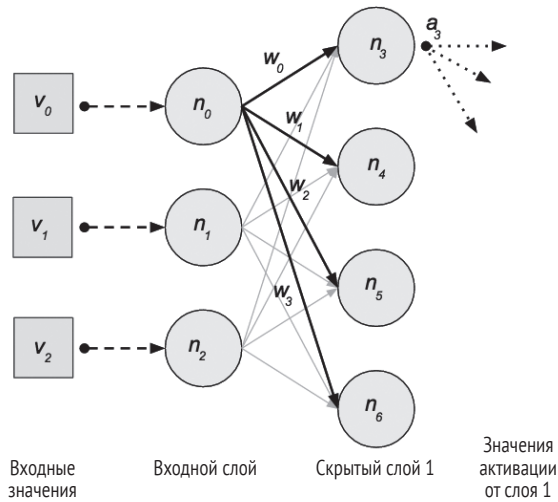 a₃
n₃
w₀
v₀
n₀
w₁
n₄
w₂
v₁
n₁
w₃
n₅
v₂
n₂
n₆
Входные
значения
Входной слой
Скрытый слой 1
Значения
активации
от слоя 1